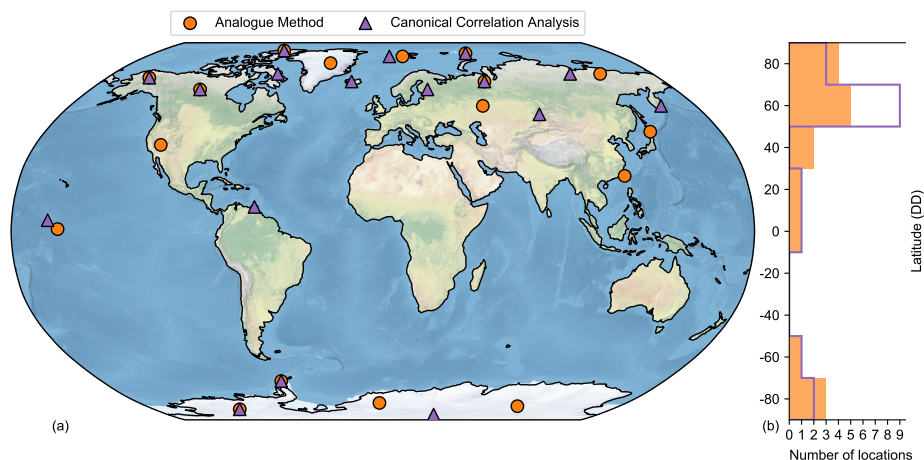 Analogue Method
Canonical Correlation Analysis
(a)
80
60
40
20
0
-20
-40
-60
-80
Latitude (DD)
(b)
0 1 2 3 4 5 6 7 8 9
Number of locations